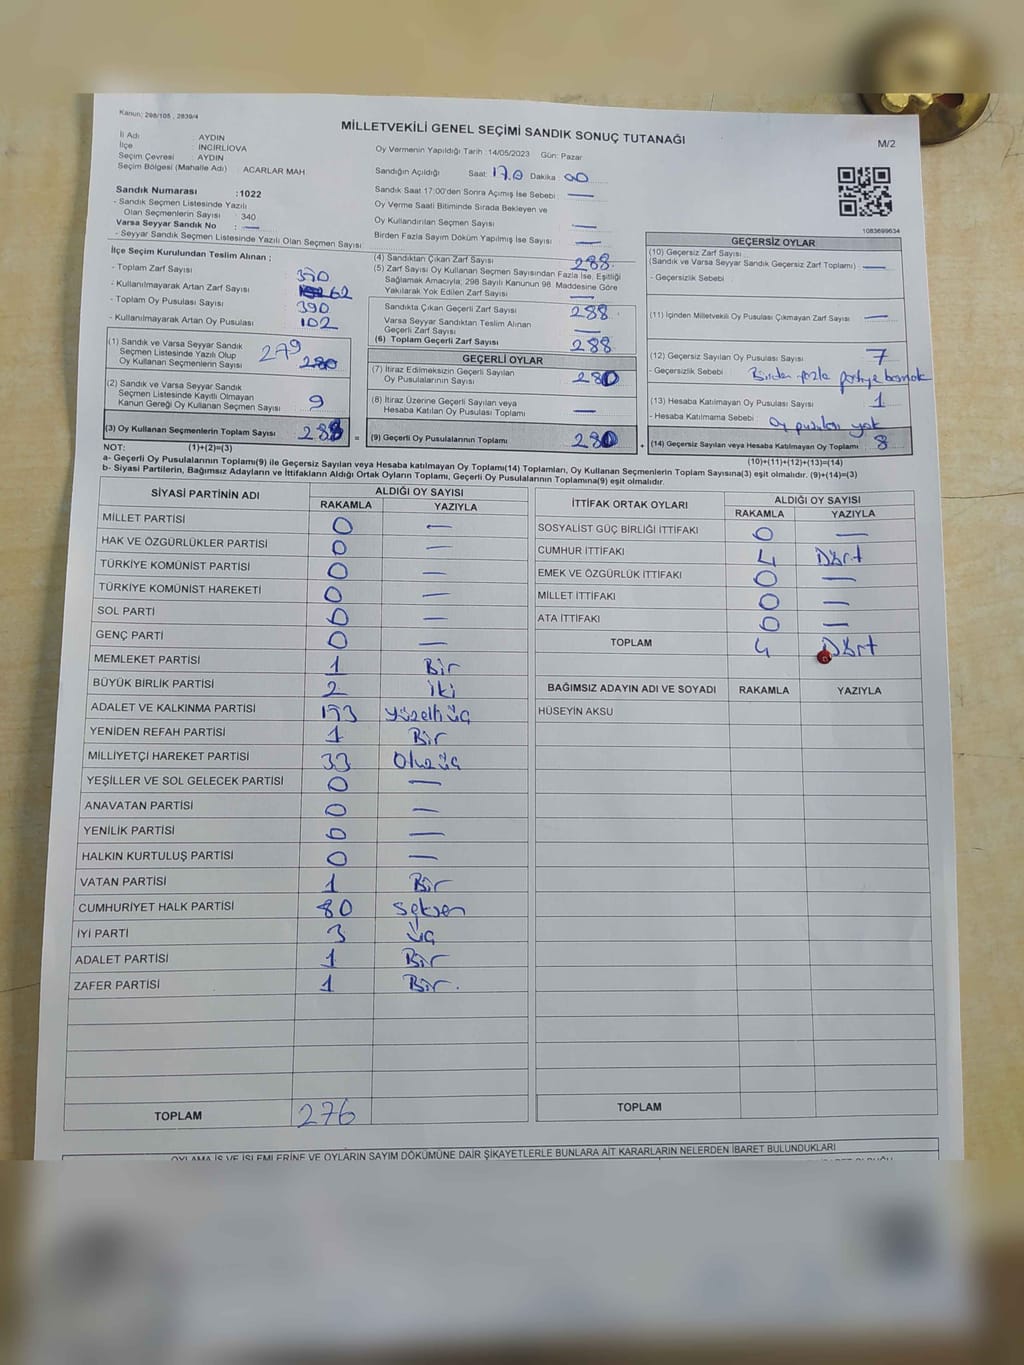 Kanun: 298/105 , 2839/4
MİLLETVEKİLİ GENEL SEÇİMİ SANDIK SONUÇ TUTANAĞI
M/2
İl Adı : AYDIN
İlçe : İNCİRLİOVA
Seçim Çevresi : AYDIN
Seçim Bölgesi (Mahalle Adı) : ACARLAR MAH
Sandık Numarası :1022
- Sandık Seçmen Listesinde Yazılı
Olan Seçmenlerin Sayısı : 340
Varsa Seyyar Sandık No : —
- Seyyar Sandık Seçmen Listesinde Yazılı Olan Seçmen Sayısı
Oy Vermenin Yapıldığı Tarih :14/05/2023 Gün: Pazar
Sandığın Açıldığı Saat: 17.0 Dakika 00
Sandık Saat 17:00'den Sonra Açımış İse Sebebi : —
Oy Verme Saati Bitiminde Sırada Bekleyen ve
Oy Kullandırılan Seçmen Sayısı : —
Birden Fazla Sayım Döküm Yapılmış İse Sayısı : —
1083699634
İlçe Seçim Kurulundan Teslim Alınan ;
- Toplam Zarf Sayısı : 350
- Kullanılmayarak Artan Zarf Sayısı : 62
- Toplam Oy Pusulası Sayısı : 390
- Kullanılmayarak Artan Oy Pusulası : 102
(1) Sandık ve Varsa Seyyar Sandık
Seçmen Listesinde Yazılı Olup
Oy Kullanan Seçmenlerin Sayısı : 279 280
(2) Sandık ve Varsa Seyyar Sandık
Seçmen Listesinde Kayıtlı Olmayan
Kanun Gereği Oy Kullanan Seçmen Sayısı : 9
(3) Oy Kullanan Seçmenlerin Toplam Sayısı : 288
(4) Sandıktan Çıkan Zarf Sayısı : 288
(5) Zarf Sayısı Oy Kullanan Seçmen Sayısından Fazla İse, Eşitliği
Sağlamak Amacıyla; 298 Sayılı Kanunun 98. Maddesine Göre
Yakılarak Yok Edilen Zarf Sayısı : —
Sandıkta Çıkan Geçerli Zarf Sayısı : 288
Varsa Seyyar Sandıktan Teslim Alınan
Geçerli Zarf Sayısı : —
(6) Toplam Geçerli Zarf Sayısı : 288
GEÇERLİ OYLAR
(7) İtiraz Edilmeksizin Geçerli Sayılan
Oy Pusulalarının Sayısı : 280
(8) İtiraz Üzerine Geçerli Sayılan veya
Hesaba Katılan Oy Pusulası Toplamı : —
= (9) Geçerli Oy Pusulalarının Toplamı : 280
GEÇERSİZ OYLAR
(10) Geçersiz Zarf Sayısı
(Sandık ve Varsa Seyyar Sandık Geçersiz Zarf Toplamı) : —
- Geçersizlik Sebebi :
(11) İçinden Milletvekili Oy Pusulası Çıkmayan Zarf Sayısı : —
(12) Geçersiz Sayılan Oy Pusulası Sayısı : 7
- Geçersizlik Sebebi : Birden fazla partiye basmak
(13) Hesaba Katılmayan Oy Pusulası Sayısı : 1
- Hesaba Katılmama Sebebi : Oy pusulası yok
+ (14) Geçersiz Sayılan veya Hesaba Katılmayan Oy Toplamı : 8
NOT: (1)+(2)=(3)
(10)+(11)+(12)+(13)=(14)
a- Geçerli Oy Pusulalarının Toplamı(9) ile Geçersiz Sayılan veya Hesaba katılmayan Oy Toplamı(14) Toplamları, Oy Kullanan Seçmenlerin Toplam Sayısına(3) eşit olmalıdır. (9)+(14)=(3)
b- Siyasi Partilerin, Bağımsız Adayların ve İttifakların Aldığı Ortak Oyların Toplamı, Geçerli Oy Pusulalarının Toplamına(9) eşit olmalıdır.
SİYASİ PARTİNİN ADI ALDIĞI OY SAYISI
RAKAMLA YAZIYLA
MİLLET PARTİSİ 0 —
HAK VE ÖZGÜRLÜKLER PARTİSİ 0 —
TÜRKİYE KOMÜNİST PARTİSİ 0 —
TÜRKİYE KOMÜNİST HAREKETİ 0 —
SOL PARTİ 0 —
GENÇ PARTİ 0 —
MEMLEKET PARTİSİ 1 Bir
BÜYÜK BİRLİK PARTİSİ 2 iki
ADALET VE KALKINMA PARTİSİ 153 yüzelli üç
YENİDEN REFAH PARTİSİ 1 Bir
MİLLİYETÇİ HAREKET PARTİSİ 33 Otuz üç
YEŞİLLER VE SOL GELECEK PARTİSİ 0 —
ANAVATAN PARTİSİ 0 —
YENİLİK PARTİSİ 0 —
HALKIN KURTULUŞ PARTİSİ 0 —
VATAN PARTİSİ 1 Bir
CUMHURİYET HALK PARTİSİ 80 Seksen
İYİ PARTİ 3 üç
ADALET PARTİSİ 1 Bir
ZAFER PARTİSİ 1 Bir.
TOPLAM 276
İTTİFAK ORTAK OYLARI ALDIĞI OY SAYISI
RAKAMLA YAZIYLA
SOSYALİST GÜÇ BİRLİĞİ İTTİFAKI 0 —
CUMHUR İTTİFAKI 4 Dört
EMEK VE ÖZGÜRLÜK İTTİFAKI 0 —
MİLLET İTTİFAKI 0 —
ATA İTTİFAKI 0 —
TOPLAM 4 Dört
BAĞIMSIZ ADAYIN ADI VE SOYADI RAKAMLA YAZIYLA
HÜSEYİN AKSU
TOPLAM
OYLAMA İŞ VE İŞLEMLERİNE VE OYLARIN SAYIM DÖKÜMÜNE DAİR ŞİKAYETLERLE BUNLARA AİT KARARLARIN NELERDEN İBARET BULUNDUKLARI